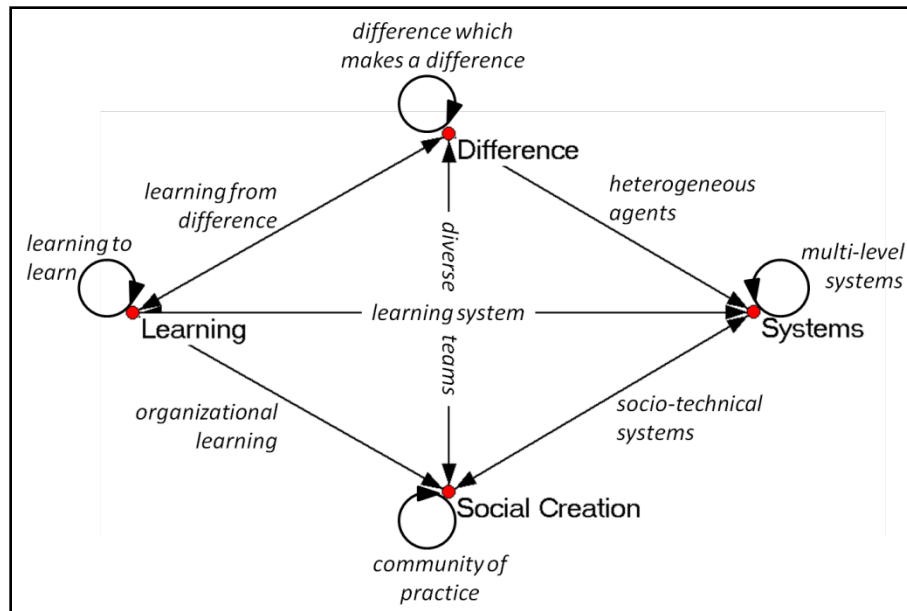 difference which
makes a difference
Difference
learning from
difference
heterogeneous
agents
learning to
learn
diverse
multi-level
systems
learning system
Learning
Systems
teams
organizational
learning
socio-technical
systems
Social Creation
community of
practice